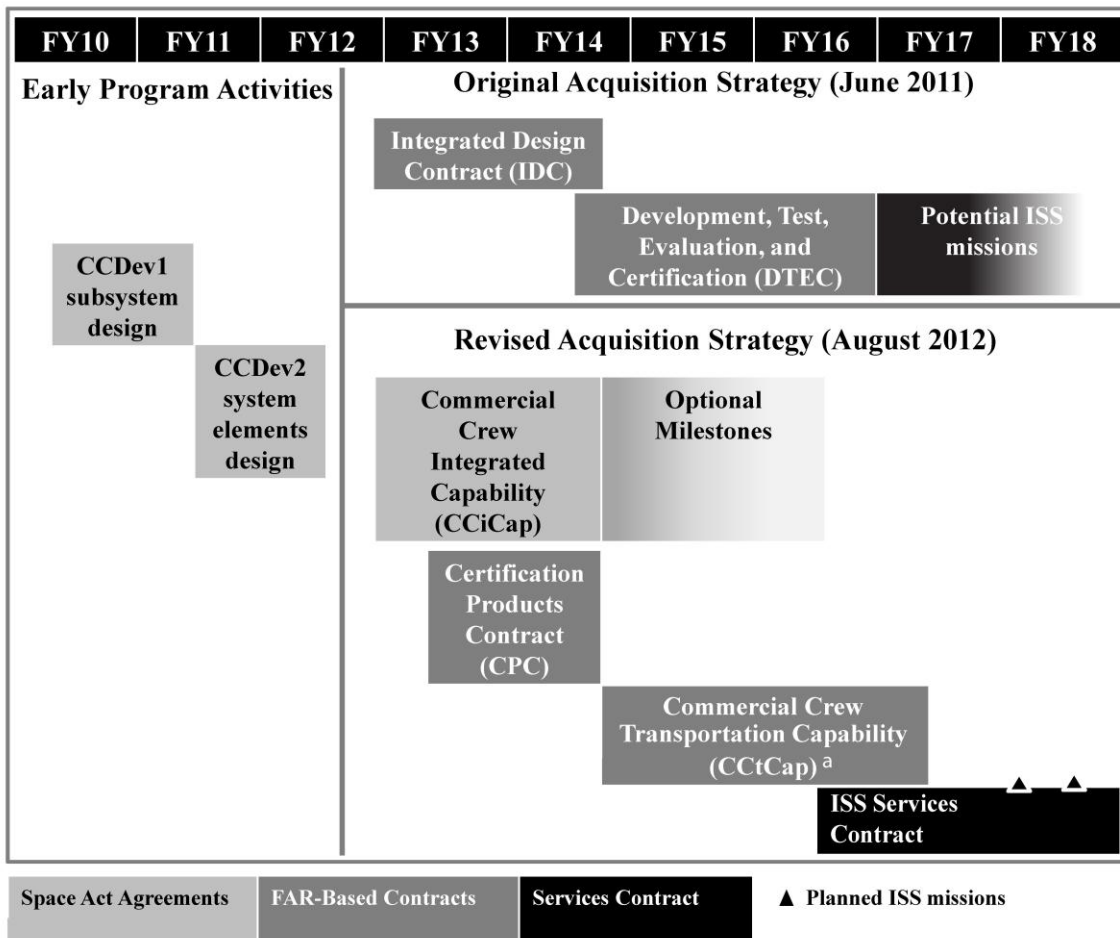 FY10 FY11 FY12 FY13 FY14 FY15 FY16 FY17 FY18
Early Program Activities
CCDev1
subsystem
design
CCDev2
system
elements
design
Original Acquisition Strategy (June 2011)
Integrated Design
Contract (IDC)
Development, Test,
Evaluation, and
Certification (DTEC)
Potential ISS
missions
Revised Acquisition Strategy (August 2012)
Commercial
Crew
Integrated
Capability
(CCiCap)
Optional
Milestones
Certification
Products
Contract
(CPC)
Commercial Crew
Transportation Capability
(CCtCap) a
ISS Services
Contract
Space Act Agreements
FAR-Based Contracts
Services Contract
Planned ISS missions